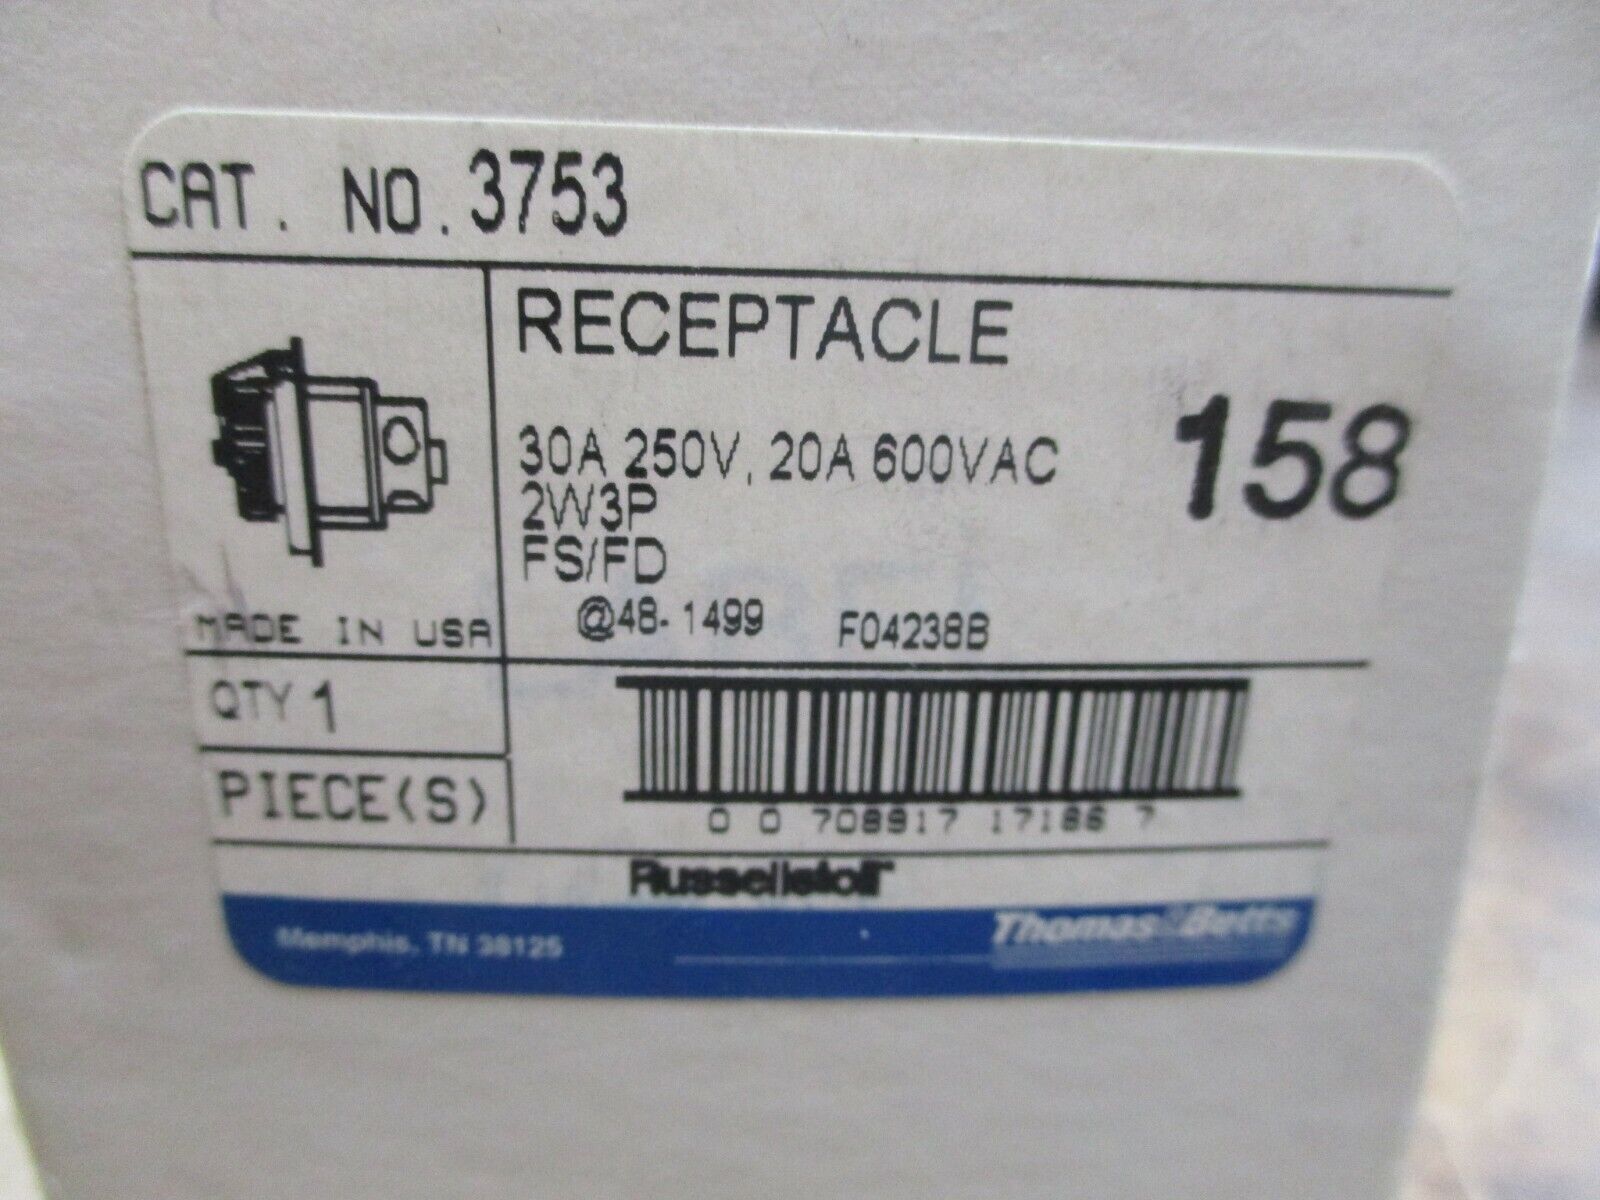 CAT. NO. 3753
RECEPTACLE
30A 250V, 20A 600VAC
158
2W3P
FS/FD
@48-1499 F04238B
MADE IN USA
QTY 1
PIECE(S)
0 0 708917 17186 7
Russellstoll
Memphis, TN 38125
Thomas&Betts